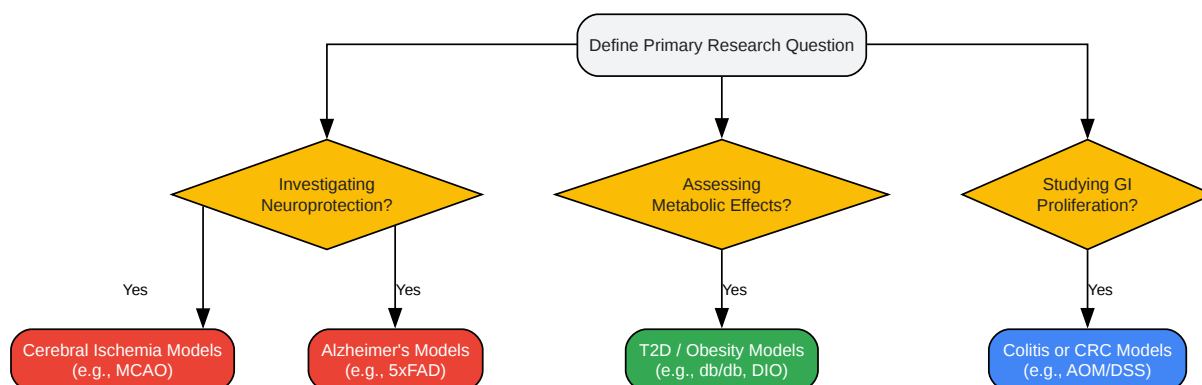 Define Primary Research Question
Investigating
Neuroprotection?
Assessing
Metabolic Effects?
Studying GI
Proliferation?
Yes
Yes
Yes
Yes
Cerebral Ischemia Models
(e.g., MCAO)
Alzheimer's Models
(e.g., 5xFAD)
T2D / Obesity Models
(e.g., db/db, DIO)
Colitis or CRC Models
(e.g., AOM/DSS)